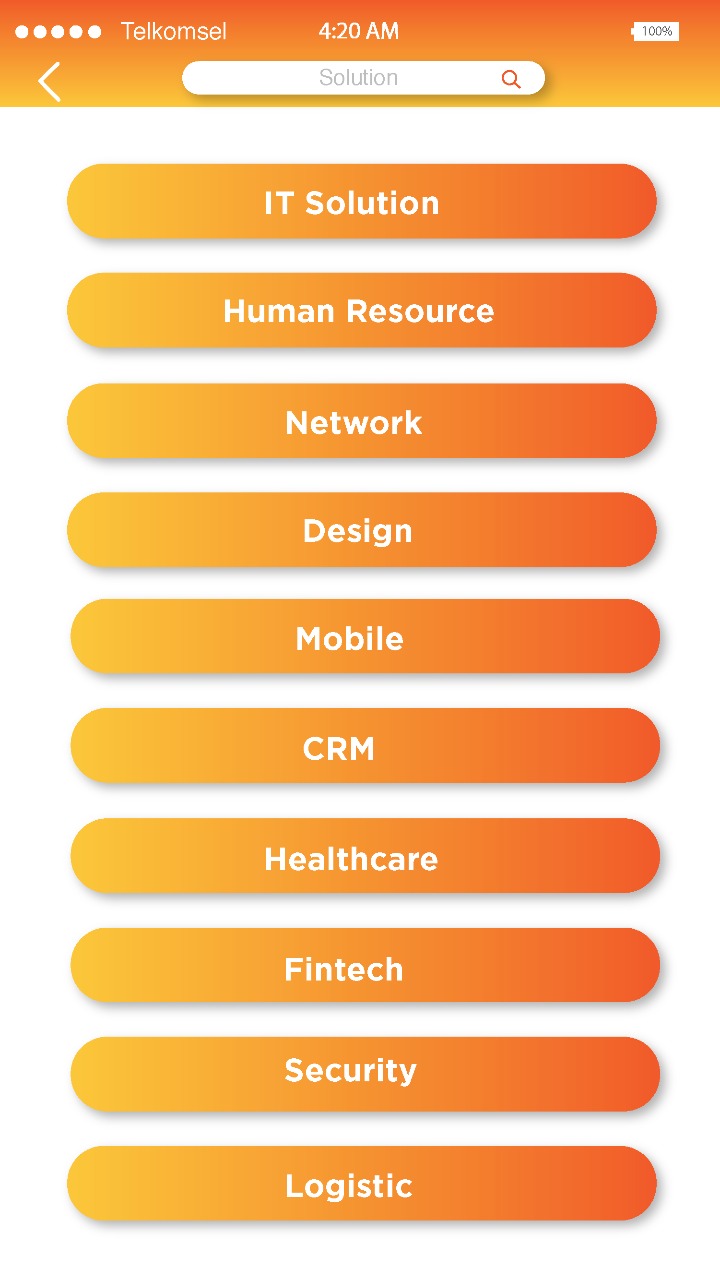 Telkomsel 4:20 AM 100%
Solution
IT Solution
Human Resource
Network
Design
Mobile
CRM
Healthcare
Fintech
Security
Logistic